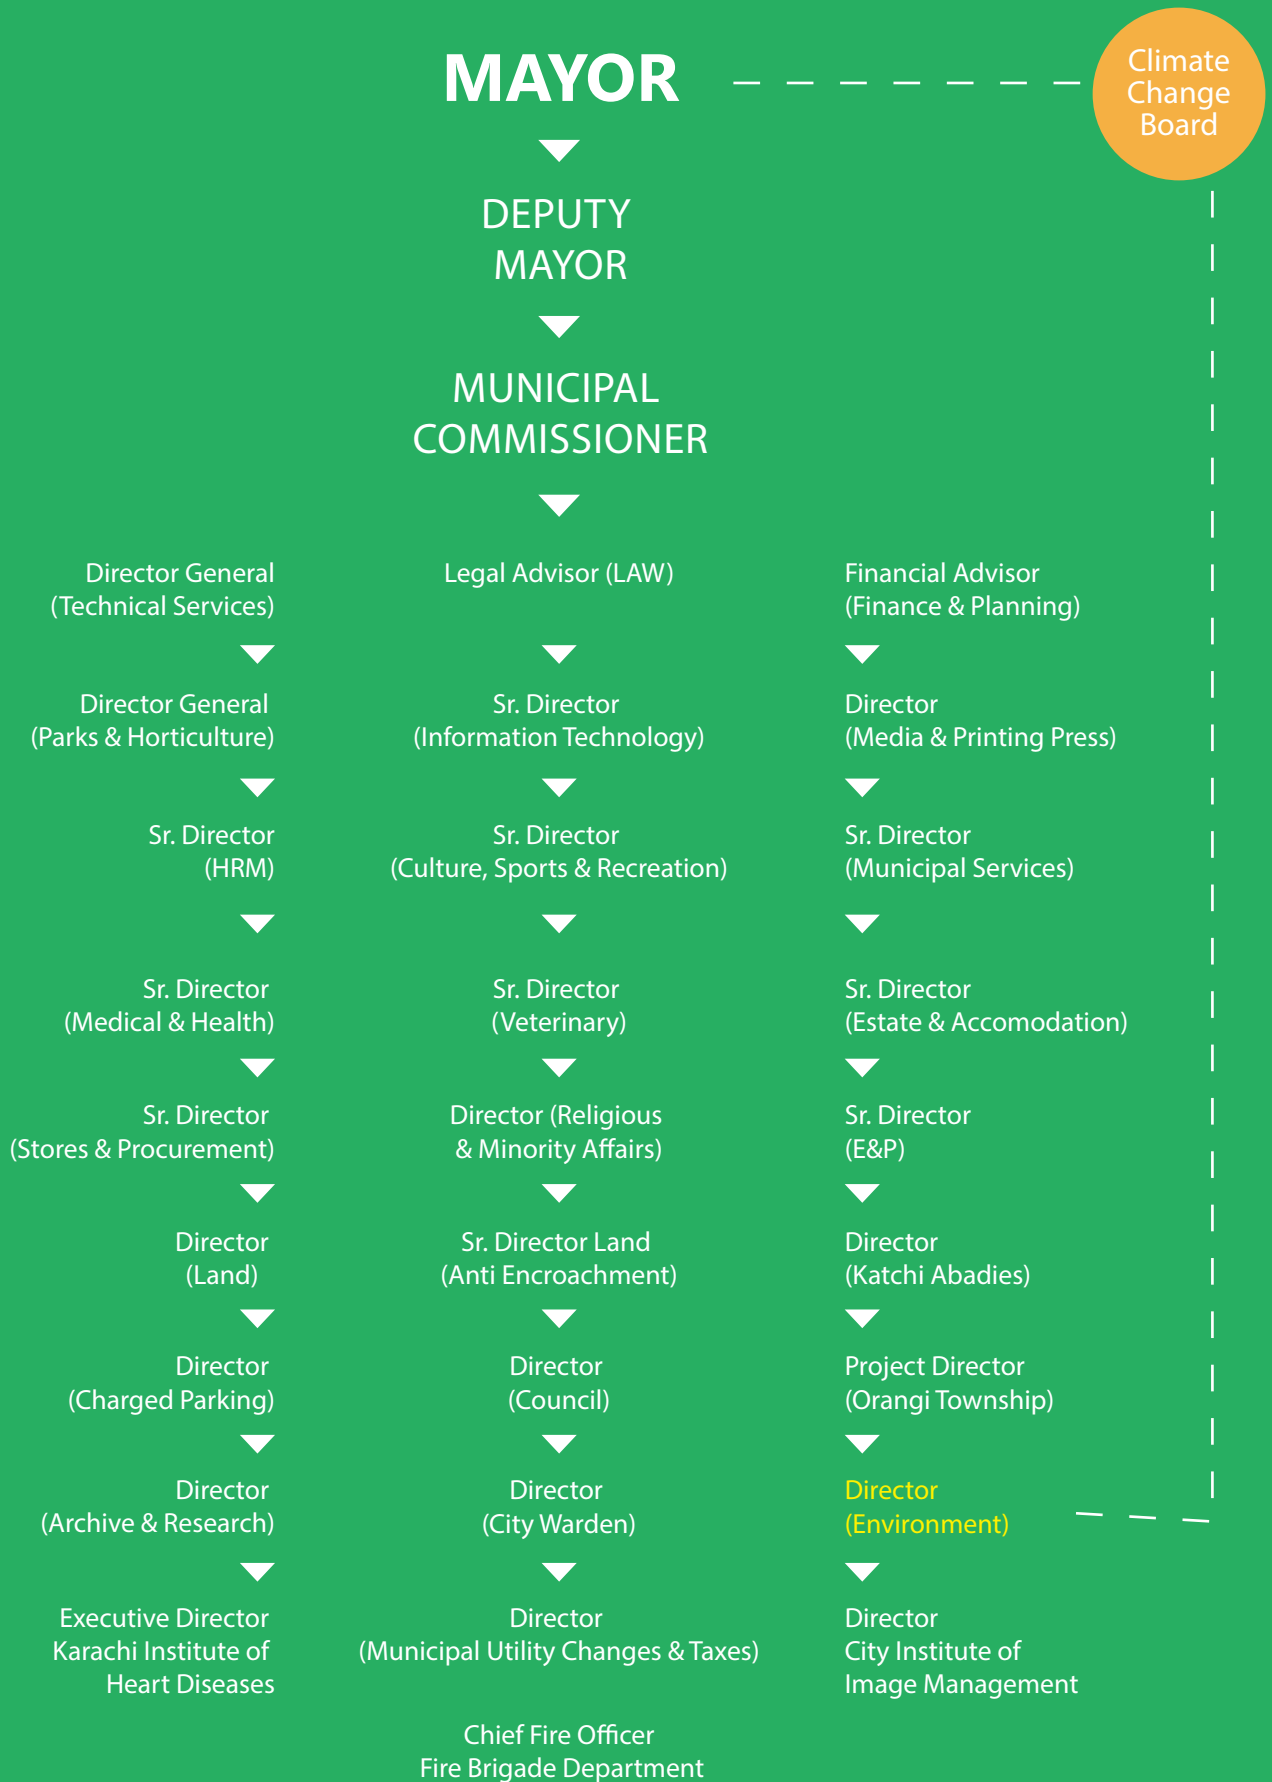 MAYOR
Climate
Change
Board
DEPUTY
MAYOR
MUNICIPAL
COMMISSIONER
Director General
(Technical Services)
Legal Advisor (LAW)
Financial Advisor
(Finance & Planning)
Director General
(Parks & Horticulture)
Sr. Director
(Information Technology)
Director
(Media & Printing Press)
Sr. Director
(HRM)
Sr. Director
(Culture, Sports & Recreation)
Sr. Director
(Municipal Services)
Sr. Director
(Medical & Health)
Sr. Director
(Veterinary)
Sr. Director
(Estate & Accomodation)
Sr. Director
(Stores & Procurement)
Director (Religious
& Minority Affairs)
Sr. Director
(E&P)
Director
(Land)
Sr. Director Land
(Anti Encroachment)
Director
(Katchi Abadies)
Director
(Charged Parking)
Director
(Council)
Project Director
(Orangi Township)
Director
(Archive & Research)
Director
(City Warden)
Director
(Environment)
Executive Director
Karachi Institute of
Heart Diseases
Director
(Municipal Utility Changes & Taxes)
Director
City Institute of
Image Management
Chief Fire Officer
Fire Brigade Department